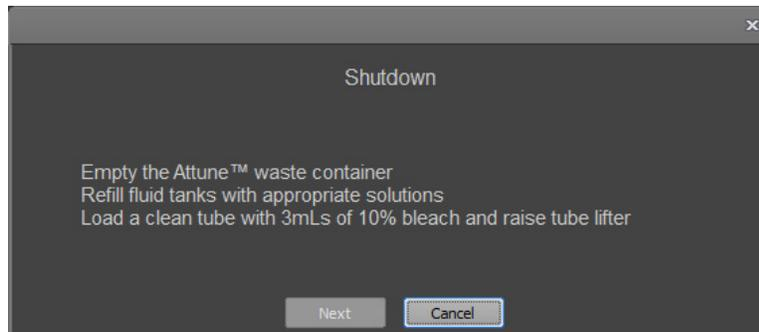 Shutdown
Empty the Attune™ waste container
Refill fluid tanks with appropriate solutions
Load a clean tube with 3mLs of 10% bleach and raise tube lifter
Next Cancel